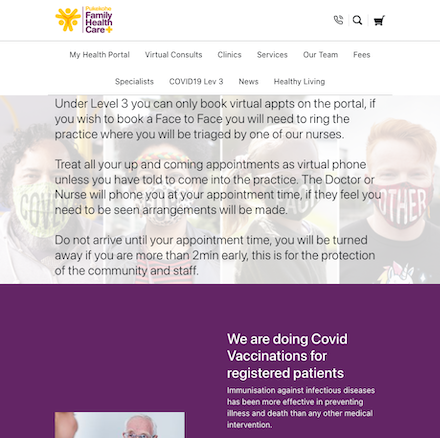 Pukekohe
Family
Health
Care+
My Health Portal Virtual Consults Clinics Services Our Team Fees
Specialists COVID19 Lev 3 News Healthy Living
Under Level 3 you can only book virtual appts on the portal, if
you wish to book a Face to Face you will need to ring the
practice where you will be triaged by one of our nurses.
Treat all your up and coming appointments as virtual phone
unless you have told to come into the practice. The Doctor or
Nurse will phone you at your appointment time, if they feel you
need to be seen arrangements will be made.
Do not arrive until your appointment time, you will be turned
away if you are more than 2min early, this is for the protection
of the community and staff.
OTHER
We are doing Covid
Vaccinations for
registered patients
Immunisation against infectious diseases
has been more effective in preventing
illness and death than any other medical
intervention.